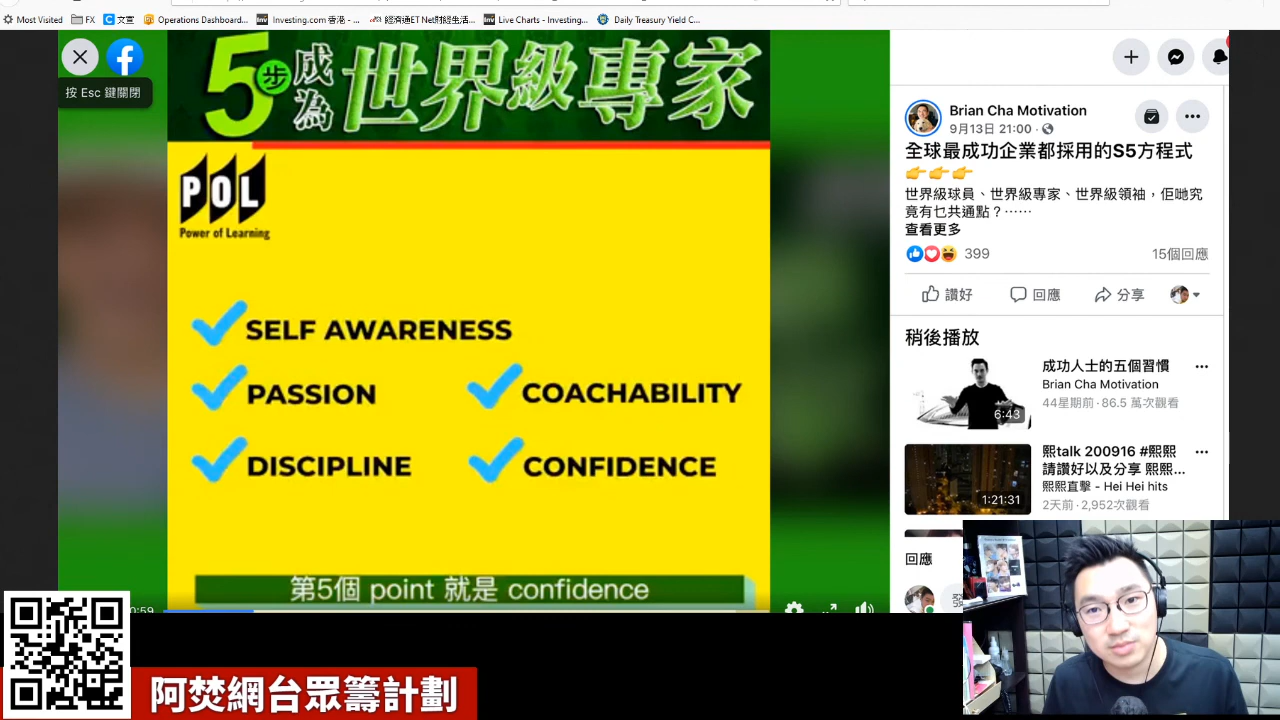 Most Visited
FX
文宣
Operations Dashboard...
Investing.com 香港 - ...
經濟通ET Net財經生活...
Live Charts - Investing...
Daily Treasury Yield C...
按 Esc 鍵關閉
5步成為世界級專家
POL
Power of Learning
SELF AWARENESS
PASSION
COACHABILITY
DISCIPLINE
CONFIDENCE
第5個 point 就是 confidence
0:59
Brian Cha Motivation
9月13日 21:00 ·
全球最成功企業都採用的S5方程式
👉👉👉
世界級球員、世界級專家、世界級領袖，佢哋究
竟有乜共通點？⋯⋯
查看更多
399
15個回應
讚好
回應
分享
稍後播放
成功人士的五個習慣
Brian Cha Motivation
44星期前 · 86.5 萬次觀看
6:43
熙talk 200916 #熙熙
請讚好以及分享 熙熙...
熙熙直擊 - Hei Hei hits
2天前 · 2,952次觀看
1:21:31
回應
阿焚網台眾籌計劃